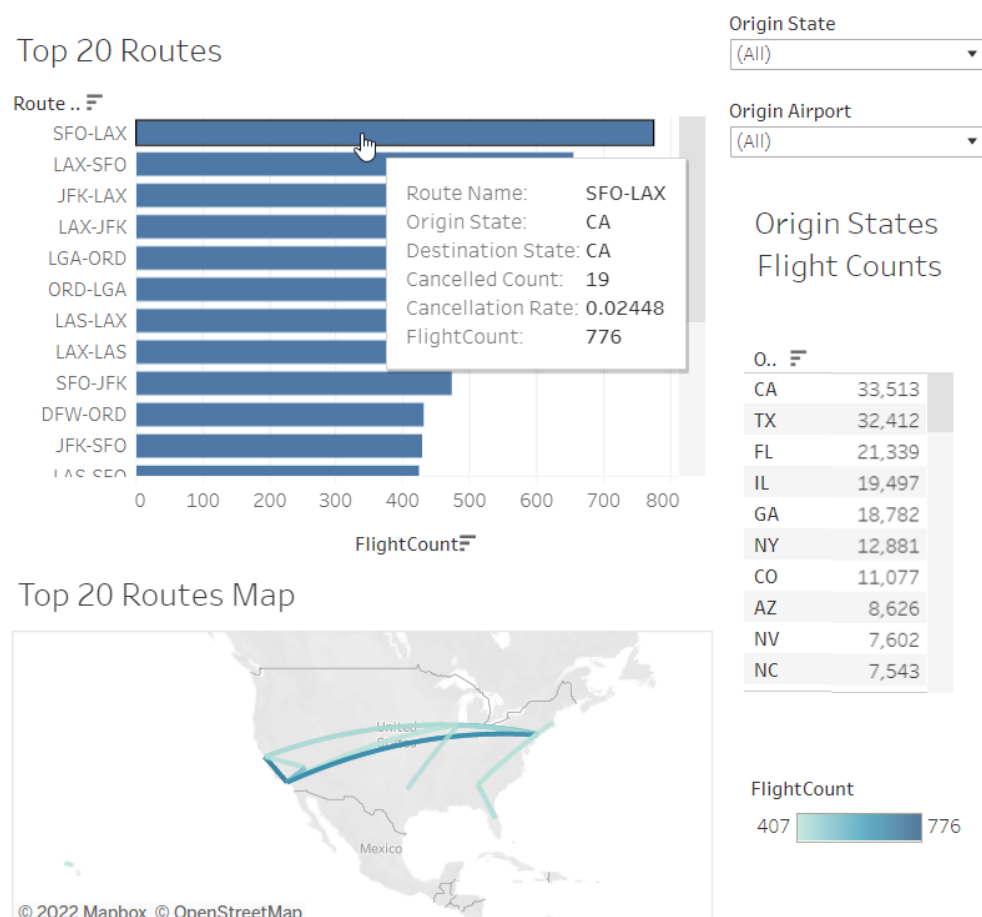 Top 20 Routes
Route ..
SFO-LAX
LAX-SFO
JFK-LAX
LAX-JFK
LGA-ORD
ORD-LGA
LAS-LAX
LAX-LAS
SFO-JFK
DFW-ORD
JFK-SFO
LAS-SFO
0 100 200 300 400 500 600 700 800
FlightCount
Route Name: SFO-LAX
Origin State: CA
Destination State: CA
Cancelled Count: 19
Cancellation Rate: 0.02448
FlightCount: 776
Origin State
(All)
Origin Airport
(All)
Origin States
Flight Counts
O..
CA 33,513
TX 32,412
FL 21,339
IL 19,497
GA 18,782
NY 12,881
CO 11,077
AZ 8,626
NV 7,602
NC 7,543
Top 20 Routes Map
United
States
Mexico
© 2022 Mapbox © OpenStreetMap
FlightCount
407 776